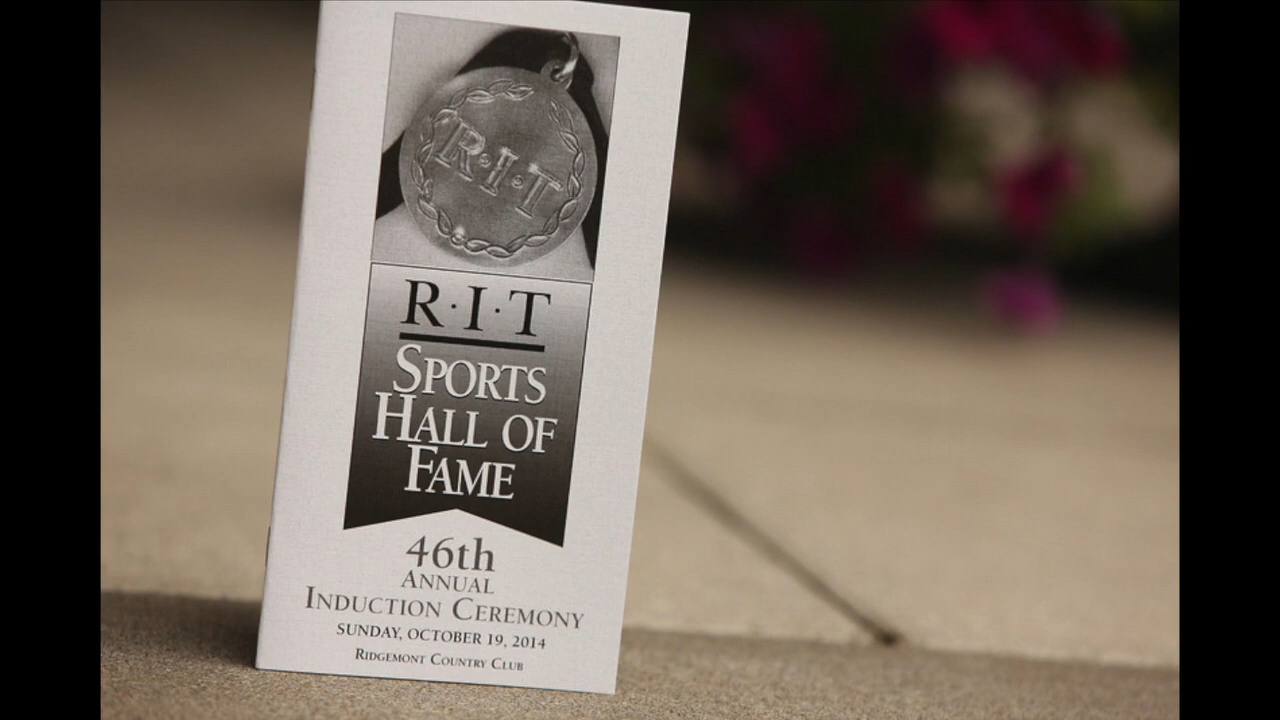 R·I·T
R·I·T
SPORTS
HALL OF
FAME
46th
ANNUAL
INDUCTION CEREMONY
SUNDAY, OCTOBER 19, 2014
RIDGEMONT COUNTRY CLUB